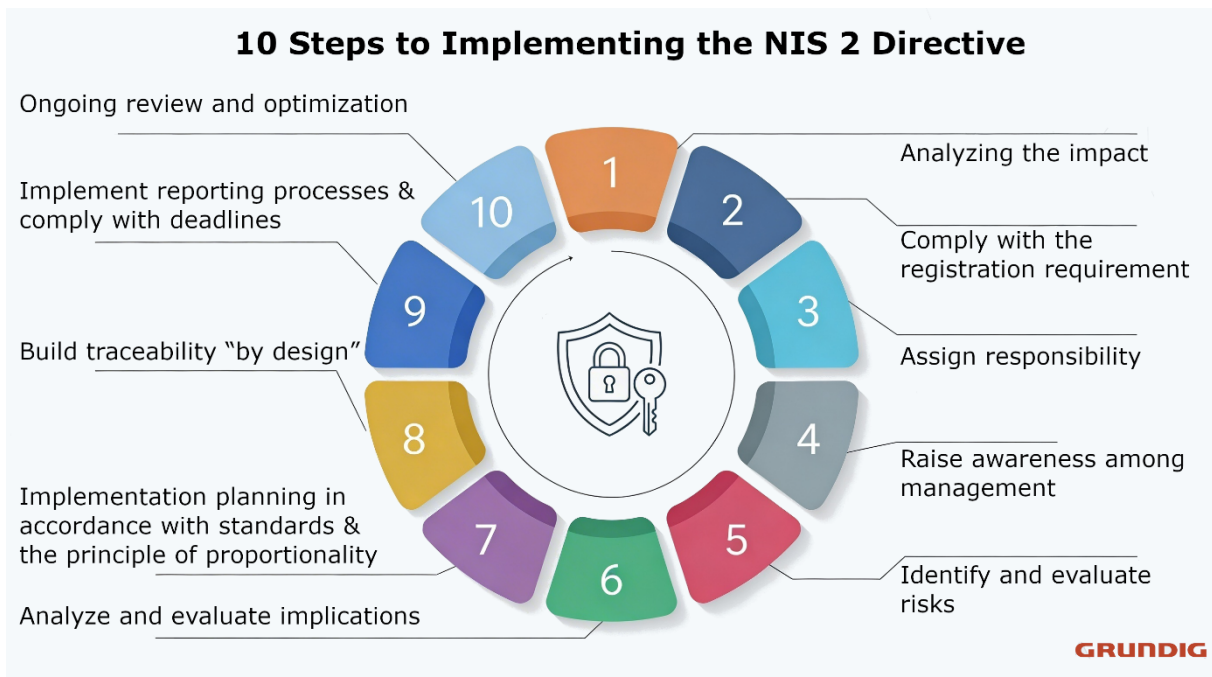 10 Steps to Implementing the NIS 2 Directive
1
Analyzing the impact
2
Comply with the
registration requirement
3
Assign responsibility
4
Raise awareness among
management
5
Identify and evaluate
risks
6
Analyze and evaluate implications
7
Implementation planning in
accordance with standards &
the principle of proportionality
8
Build traceability “by design”
9
Implement reporting processes &
comply with deadlines
10
Ongoing review and optimization
GRUNDIG